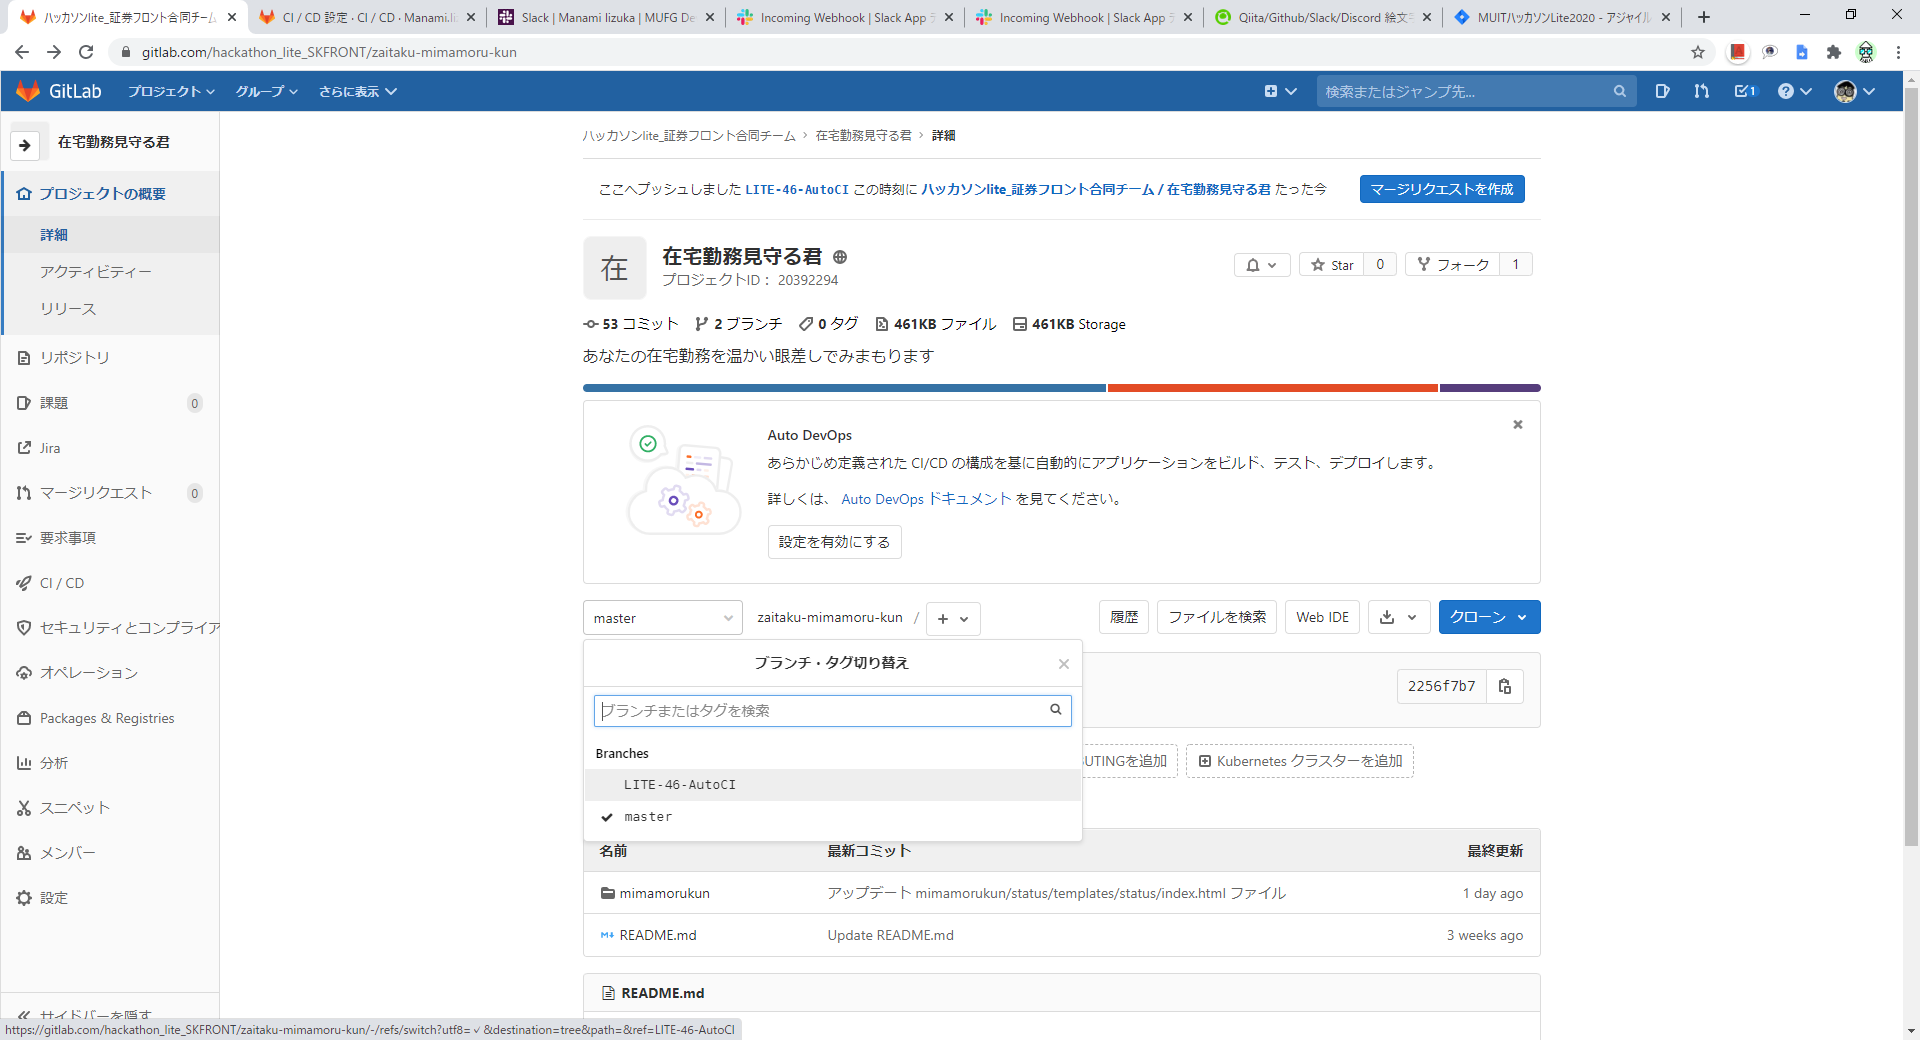 ハッカソンlite_証券フロント合同チーム
CI / CD 設定 · CI / CD · Manami.Ii
Slack | Manami Iizuka | MUFG De
Incoming Webhook | Slack App
Incoming Webhook | Slack App
Qiita/Github/Slack/Discord 絵文
MUITハッカソンLite2020 - アジャイル
gitlab.com/hackathon_lite_SKFRONT/zaitaku-mimamoru-kun
GitLab
プロジェクト
グループ
さらに表示
検索またはジャンプ先...
1
在宅勤務見守る君
プロジェクトの概要
詳細
アクティビティー
リリース
リポジトリ
課題 0
Jira
マージリクエスト 0
要求事項
CI / CD
セキュリティとコンプライア
オペレーション
Packages & Registries
分析
スニペット
メンバー
設定
サイドバーを隠す
ハッカソンlite_証券フロント合同チーム › 在宅勤務見守る君 › 詳細
ここへプッシュしました LITE-46-AutoCI この時刻に ハッカソンlite_証券フロント合同チーム / 在宅勤務見守る君 たった今
マージリクエストを作成
在
在宅勤務見守る君
プロジェクトID： 20392294
Star 0
フォーク 1
53 コミット 2 ブランチ 0 タグ 461KB ファイル 461KB Storage
あなたの在宅勤務を温かい眼差しでみまもります
Auto DevOps
あらかじめ定義された CI/CD の構成を基に自動的にアプリケーションをビルド、テスト、デプロイします。
詳しくは、 Auto DevOps ドキュメント を見てください。
設定を有効にする
master
zaitaku-mimamoru-kun /
履歴
ファイルを検索
Web IDE
クローン
ブランチ・タグ切り替え
ブランチまたはタグを検索
Branches
LITE-46-AutoCI
master
2256f7b7
UTINGを追加
Kubernetes クラスターを追加
名前 最新コミット 最終更新
mimamorukun アップデート mimamorukun/status/templates/status/index.html ファイル 1 day ago
README.md Update README.md 3 weeks ago
README.md
https://gitlab.com/hackathon_lite_SKFRONT/zaitaku-mimamoru-kun/-/refs/switch?utf8=✓&destination=tree&path=&ref=LITE-46-AutoCI